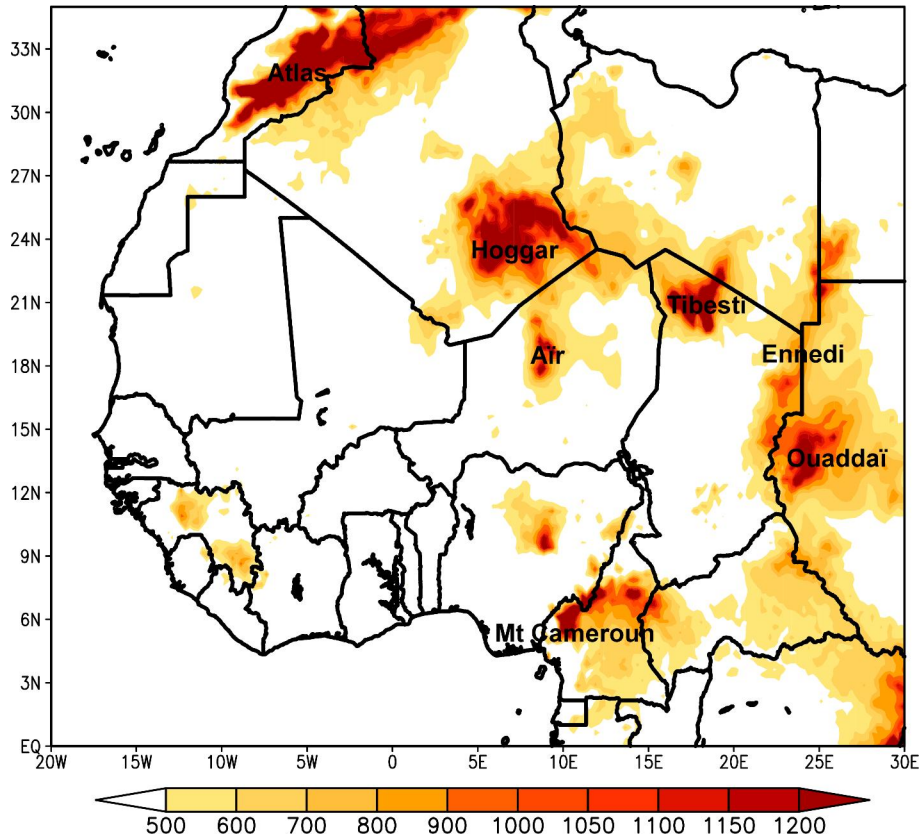 33N
Atlas
30N
27N
24N
Hoggar
21N
Tibesti
Aïr
Ennedi
18N
15N
Ouaddaï
12N
9N
6N
Mt Cameroun
3N
EQ
20W 15W 10W 5W 0 5E 10E 15E 20E 25E 30E
500 600 700 800 900 1000 1050 1100 1150 1200